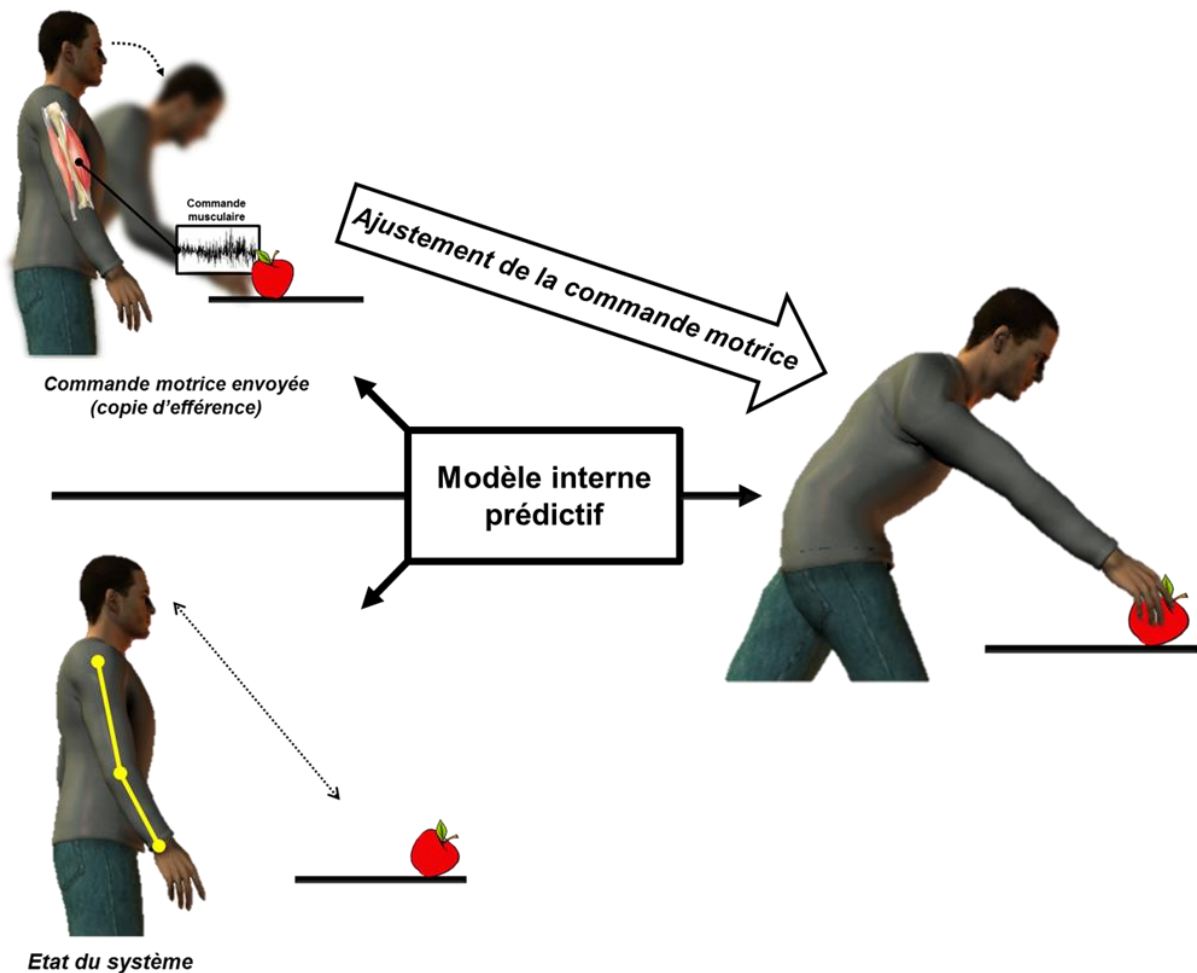 Commande
musculaire
Ajustement de la commande motrice
Commande motrice envoyée
(copie d'efférence)
Modèle interne
prédictif
Etat du système